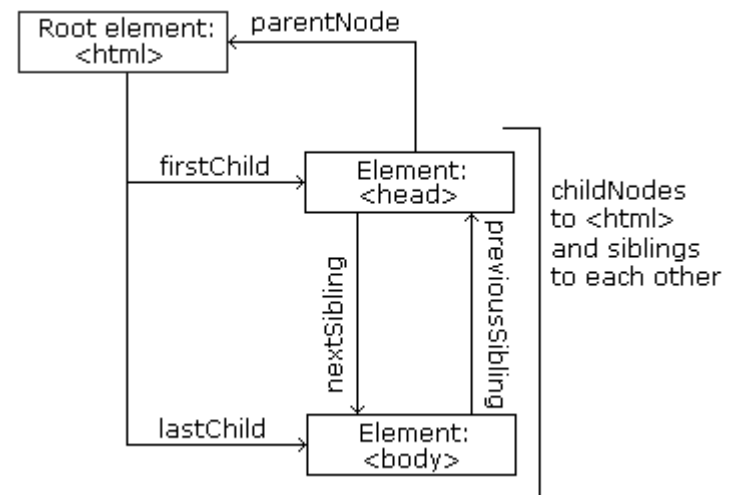 Root element:
<html>
parentNode
firstChild
Element:
<head>
childNodes
to <html>
and siblings
to each other
nextSibling
previousSibling
lastChild
Element:
<body>